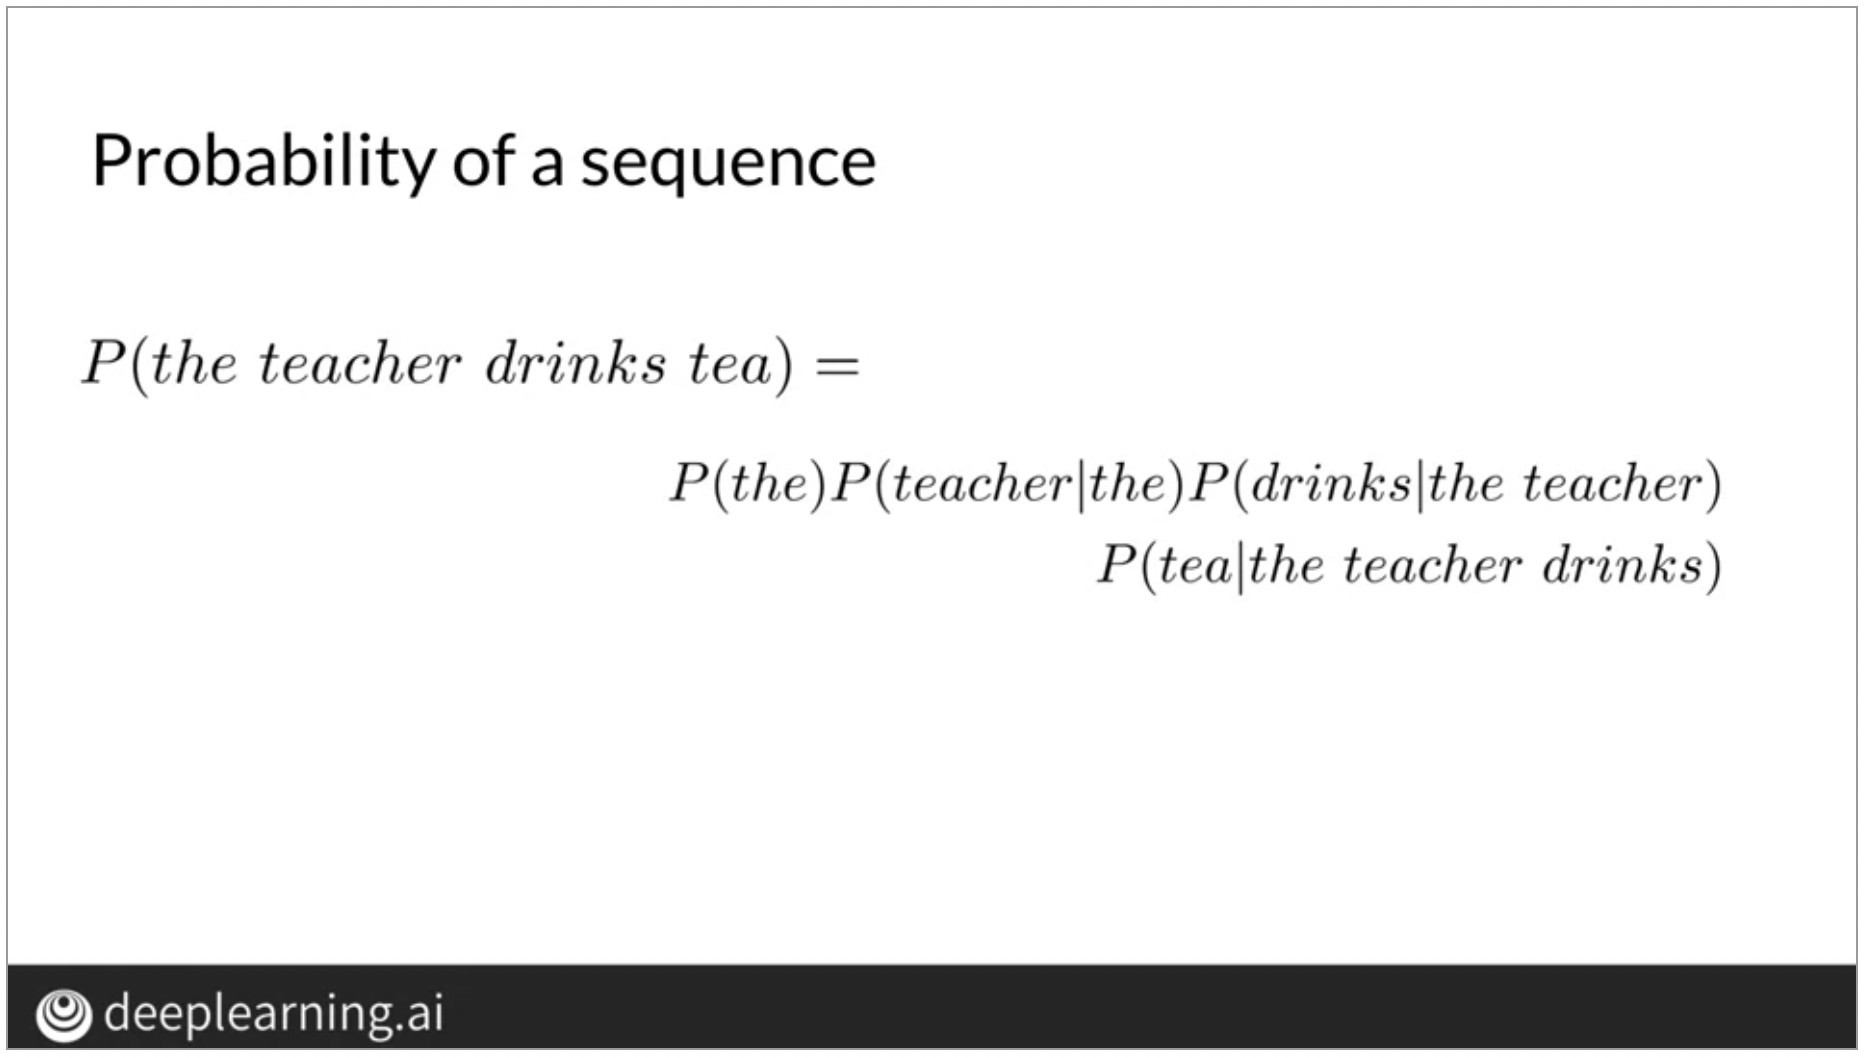 Probability of a sequence
P(the teacher drinks tea) =
P(the)P(teacher|the)P(drinks|the teacher)
P(tea|the teacher drinks)
deeplearning.ai